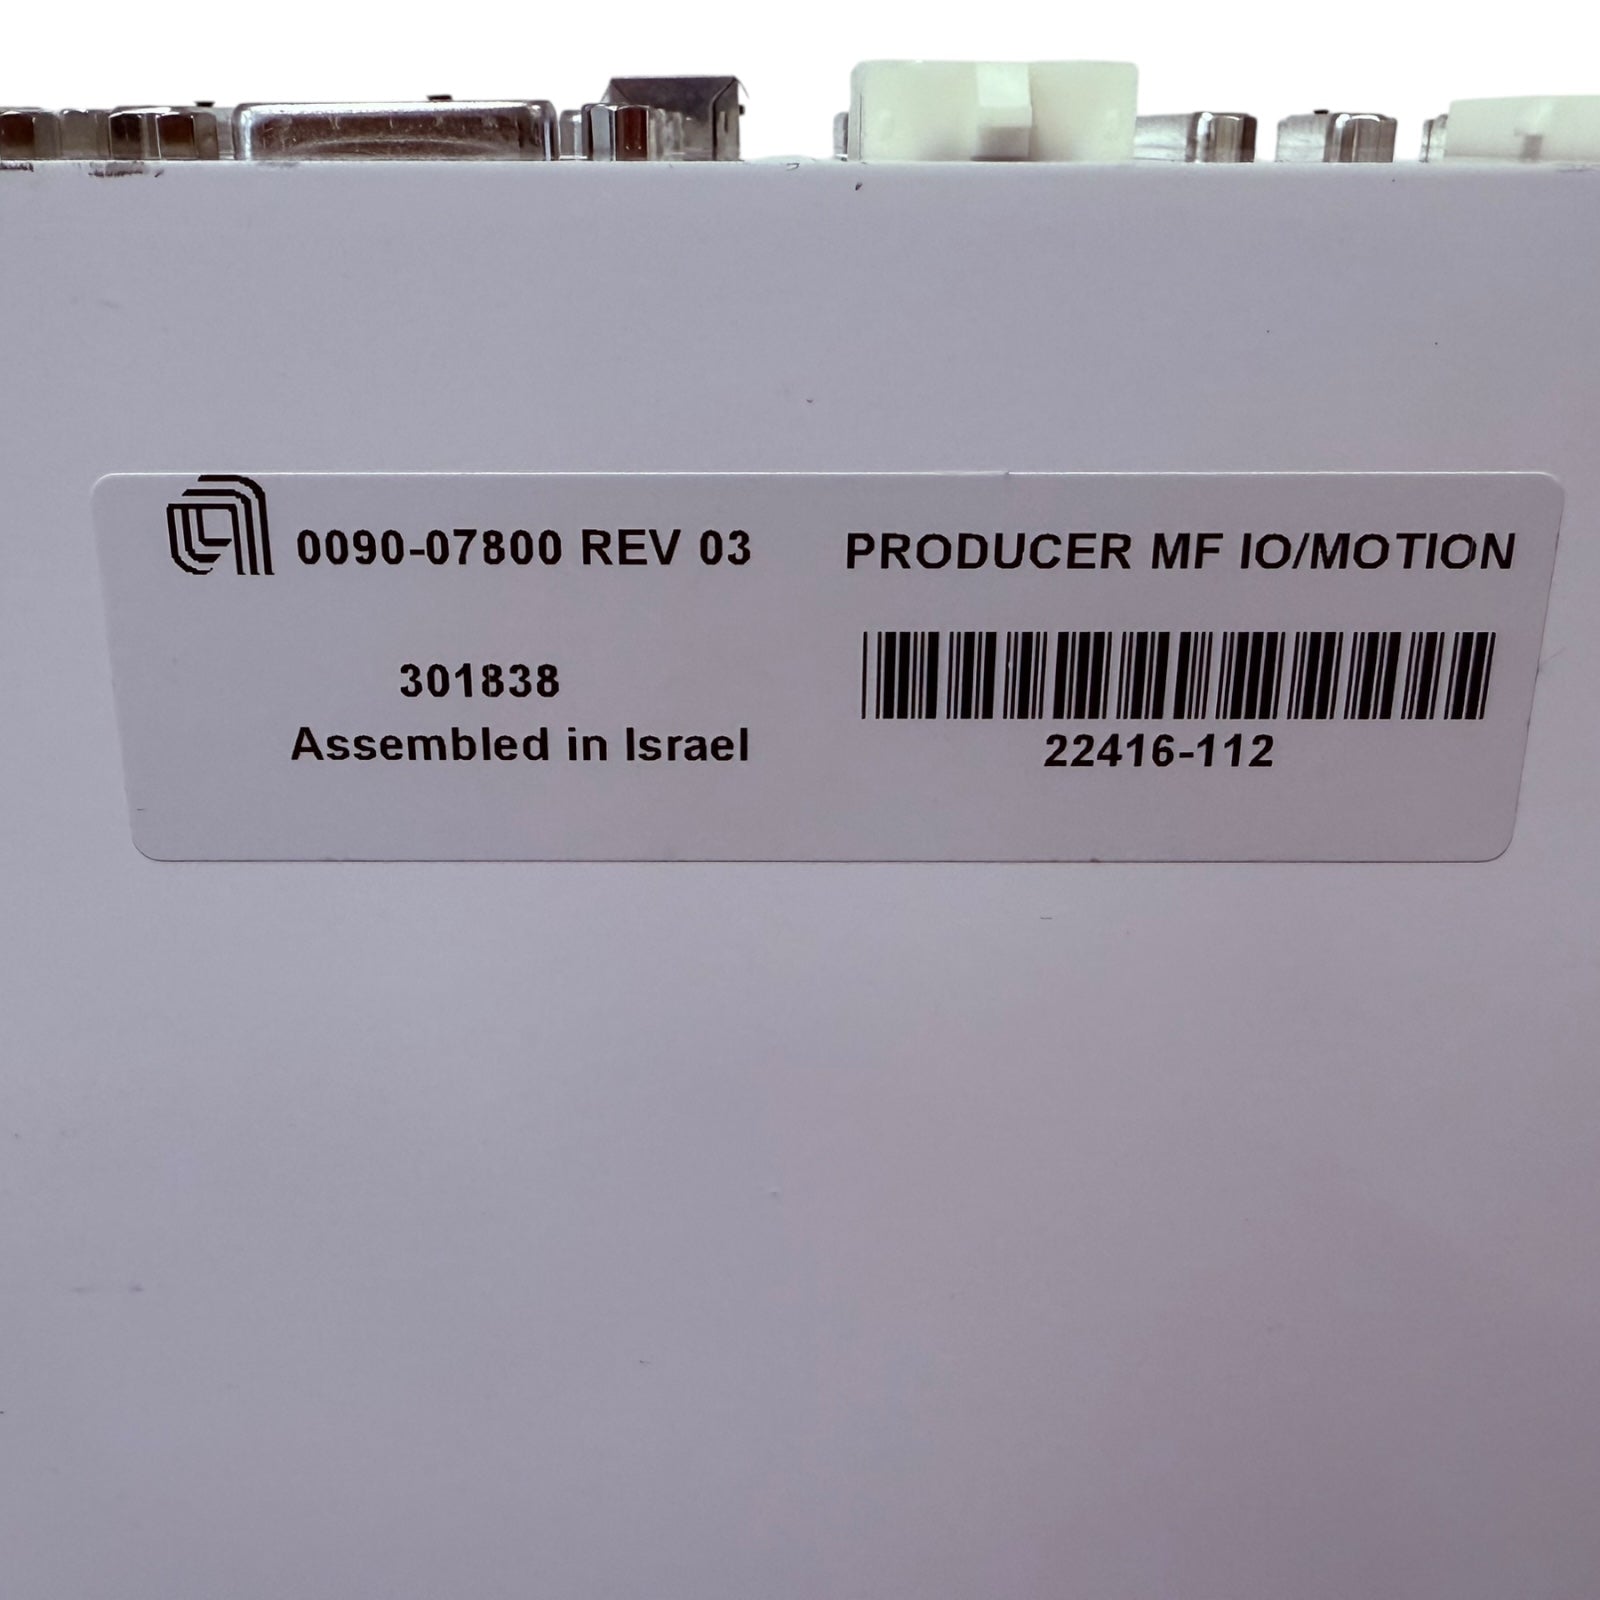 0090-07800 REV 03
PRODUCER MF IO/MOTION
301838
Assembled in Israel
22416-112